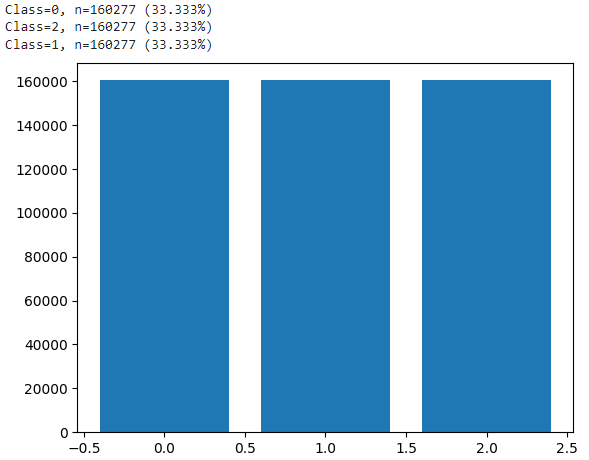 Class=0, n=160277 (33.333%)
Class=2, n=160277 (33.333%)
Class=1, n=160277 (33.333%)
160000
140000
120000
100000
80000
60000
40000
20000
0
−0.5 0.0 0.5 1.0 1.5 2.0 2.5